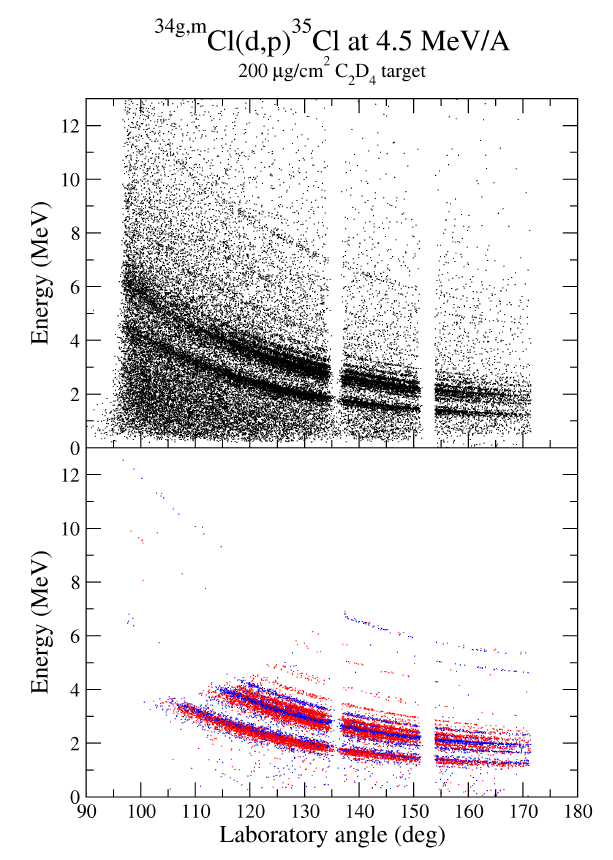 34g,mCl(d,p)35Cl at 4.5 MeV/A
200 μg/cm2 C2D4 target
12
10
8
6
4
2
0
Energy (MeV)
12
10
8
6
4
2
0
Energy (MeV)
90 100 110 120 130 140 150 160 170 180
Laboratory angle (deg)